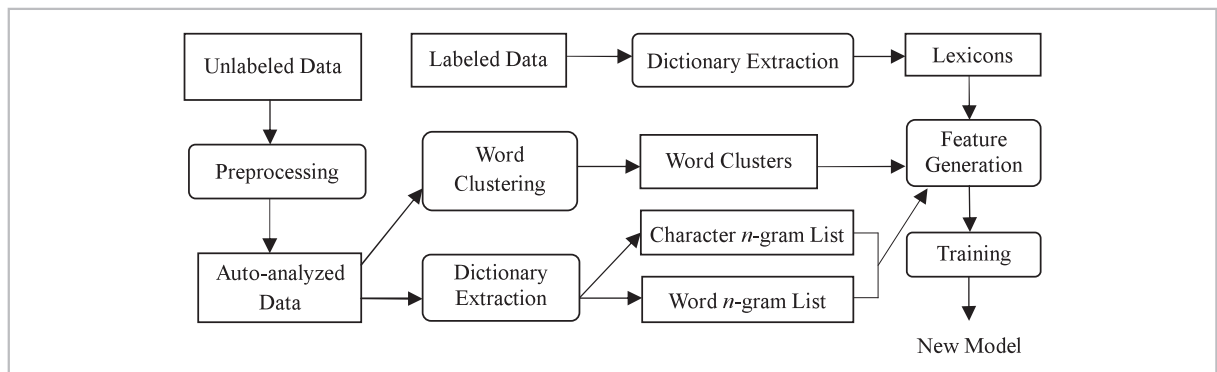 Unlabeled Data
Labeled Data
Dictionary Extraction
Lexicons
Preprocessing
Word
Clustering
Word Clusters
Feature
Generation
Auto-analyzed
Data
Dictionary
Extraction
Character n-gram List
Word n-gram List
Training
New Model